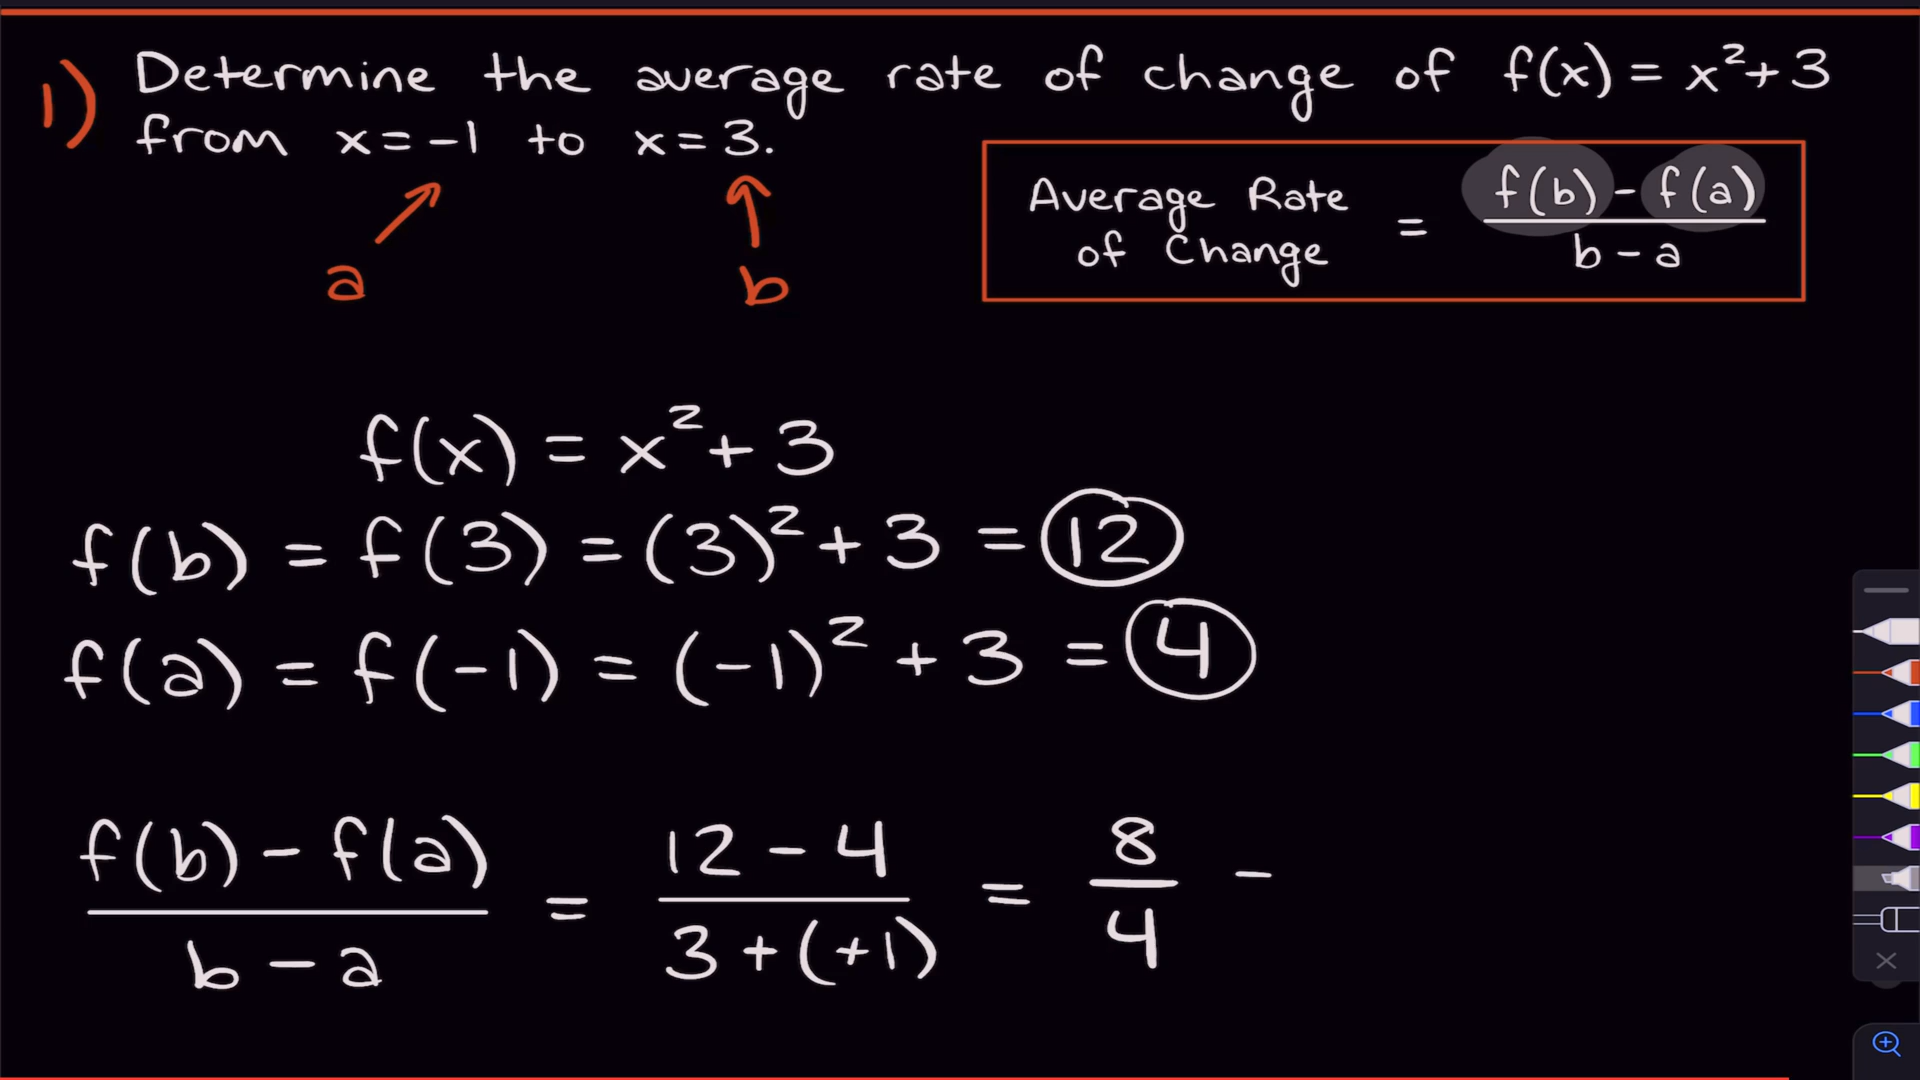 1) Determine the average rate of change of f(x) = x² + 3
from x = -1 to x = 3.
a b
Average Rate of Change = (f(b) - f(a)) / (b - a)
f(x) = x² + 3
f(b) = f(3) = (3)² + 3 = 12
f(a) = f(-1) = (-1)² + 3 = 4
(f(b) - f(a)) / (b - a) = (12 - 4) / (3 + (+1)) = 8/4 -